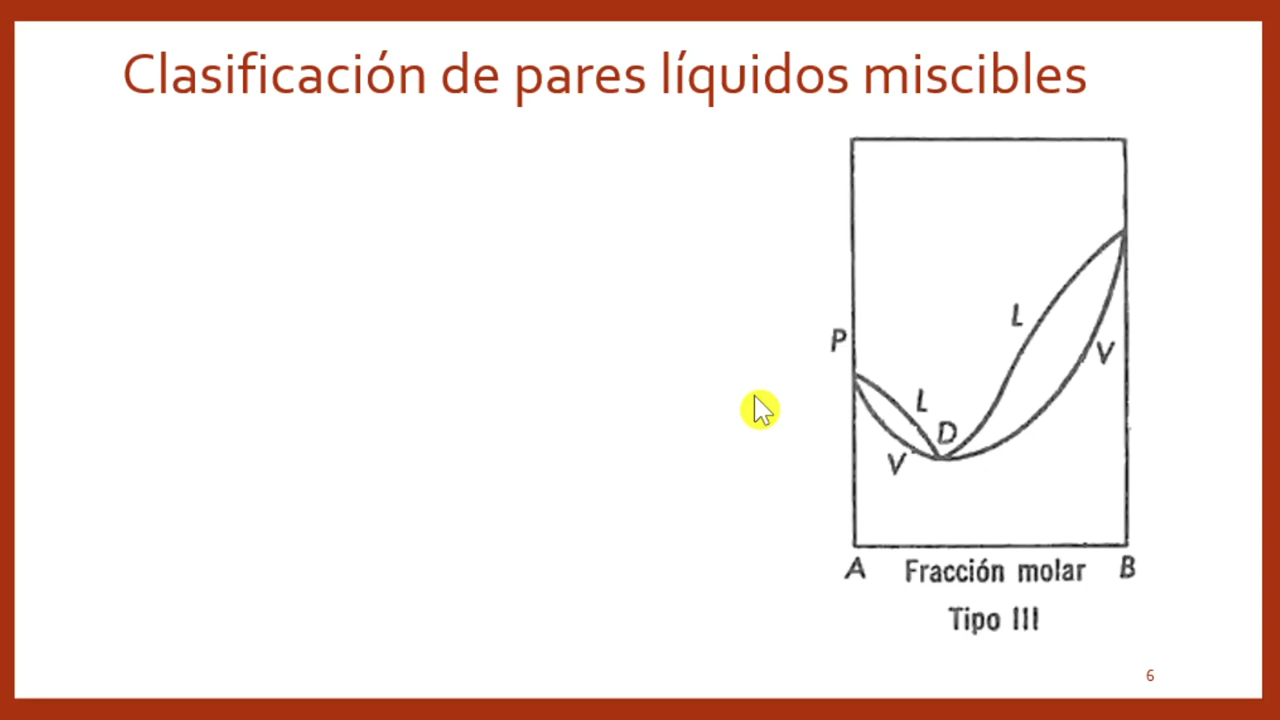 Clasificación de pares líquidos miscibles
P
L
V
L
D
V
A Fracción molar B
Tipo III
6